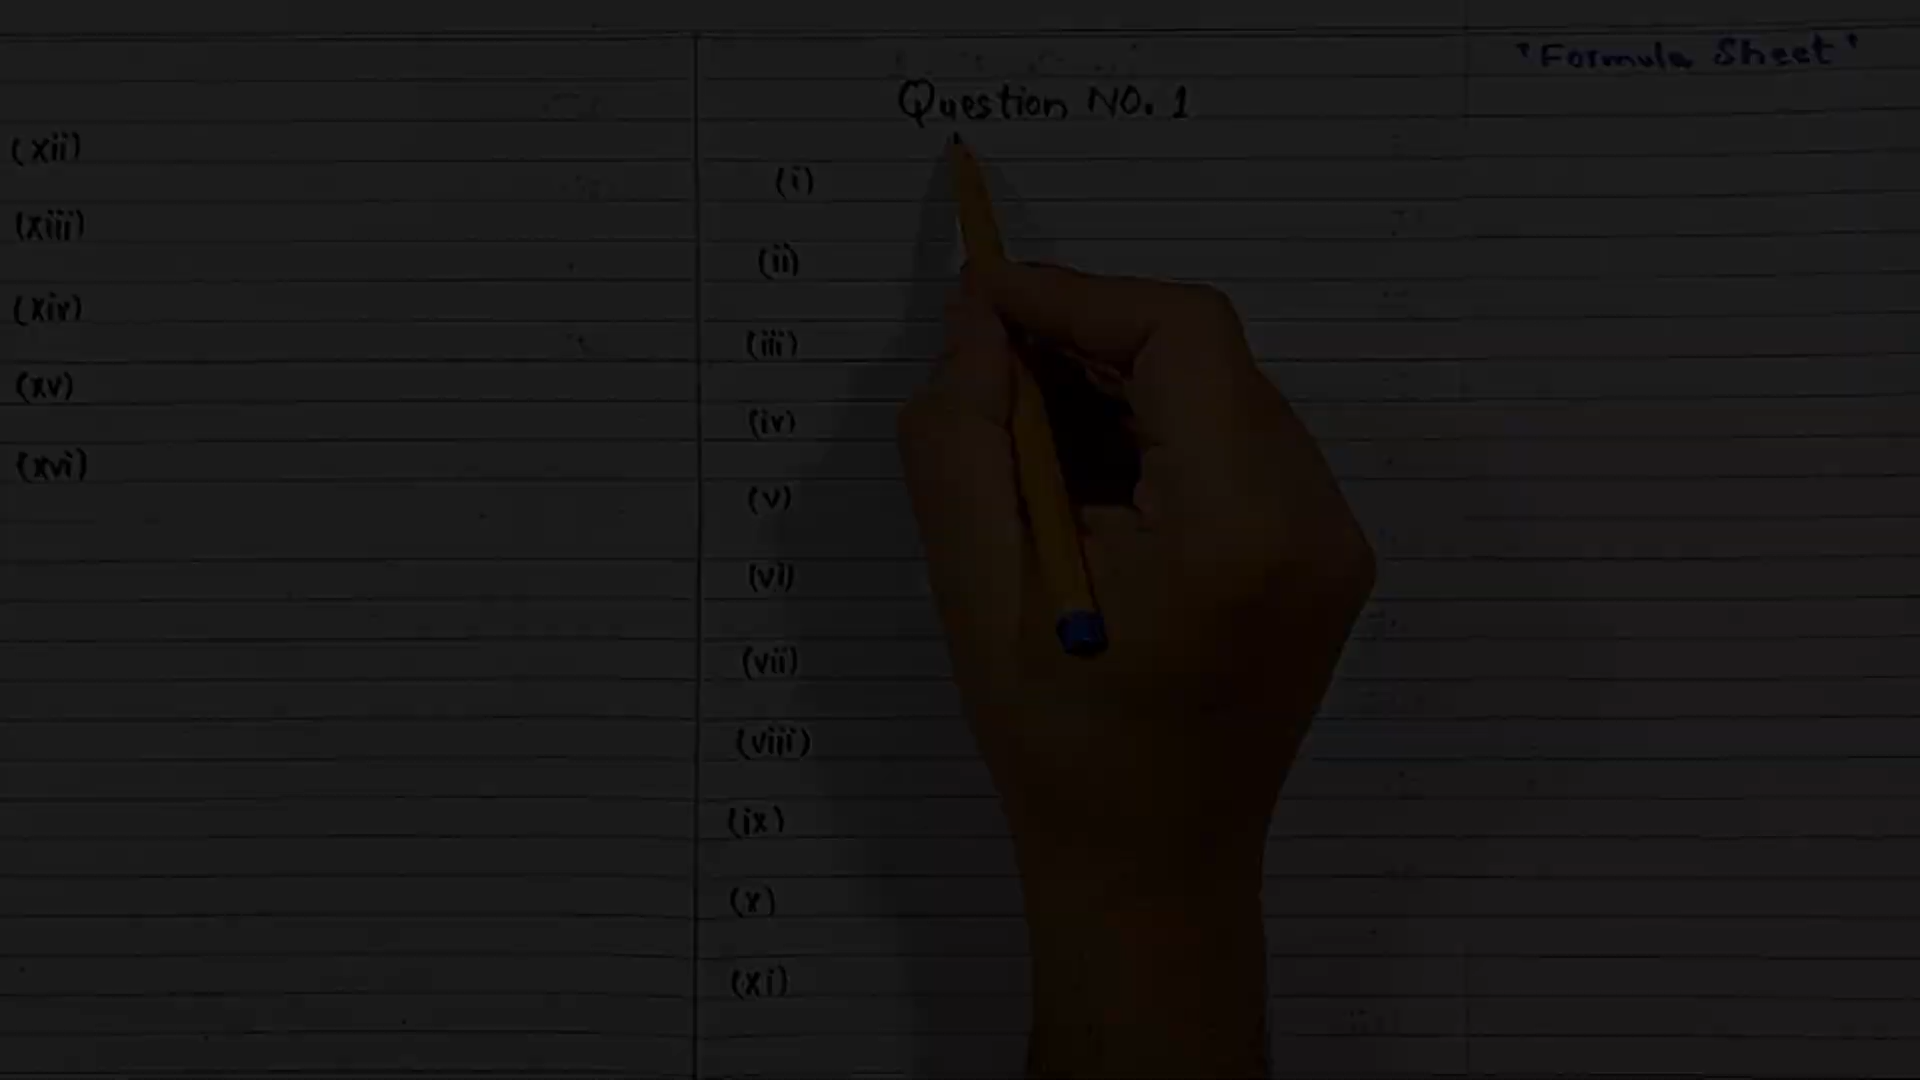 "Formula Sheet"
Question NO. 1
(i)
(ii)
(iii)
(iv)
(v)
(vi)
(vii)
(viii)
(ix)
(x)
(xi)
(xii)
(xiii)
(xiv)
(xv)
(xvi)